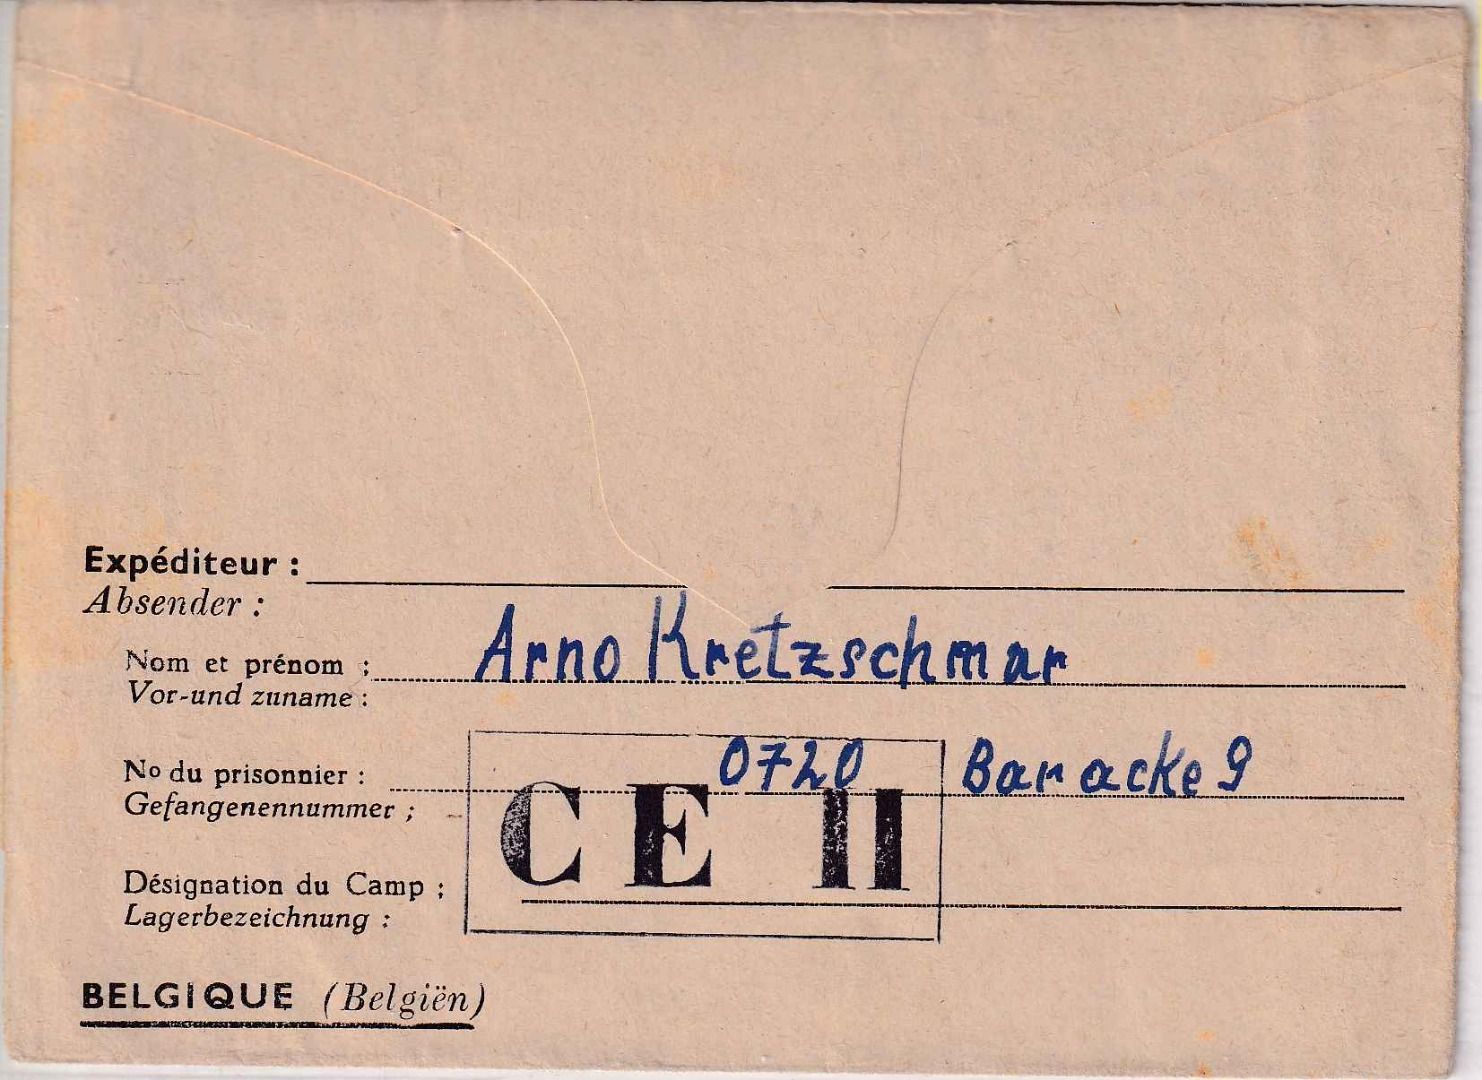 Expéditeur :
Absender :
Nom et prénom : Arno Kretzschmar
Vor-und zuname :
No du prisonnier : 0720 Baracke 9
Gefangenennummer :
CE II
Désignation du Camp :
Lagerbezeichnung :
BELGIQUE (Belgiën)